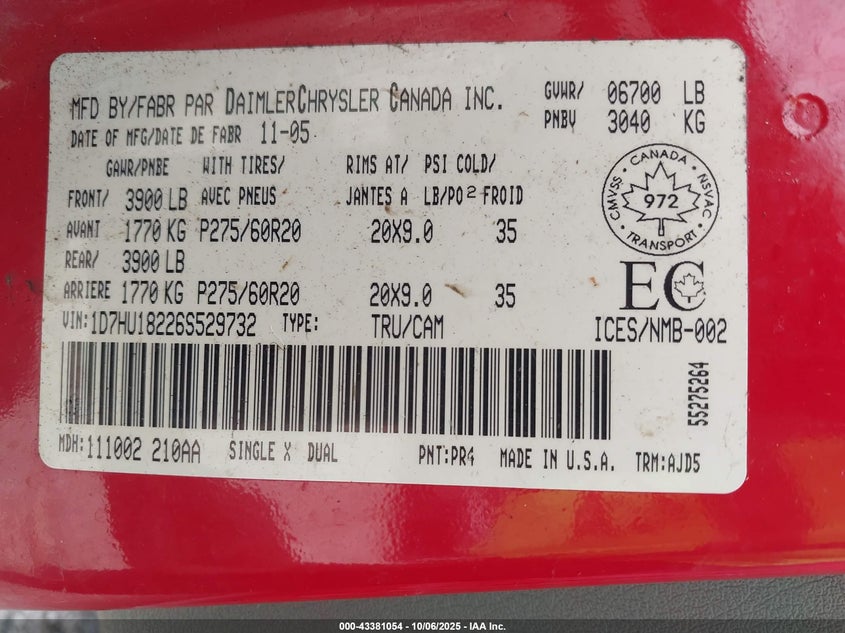 MFD BY/FABR PAR DAIMLERCHRYSLER CANADA INC.
DATE OF MFG/DATE DE FABR 11-05
GVWR/ 06700 LB
PNBV 3040 KG
GAWR/PNBE WITH TIRES/ RIMS AT/ PSI COLD/
FRONT/ 3900 LB AVEC PNEUS JANTES A LB/PO2 FROID
AVANT 1770 KG P275/60R20 20X9.0 35
REAR/ 3900 LB
ARRIERE 1770 KG P275/60R20 20X9.0 35
CANADA
CMVSS 972 NSVAC
TRANSPORT
EC
VIN:1D7HU18226S529732 TYPE: TRU/CAM ICES/NMB-002
55275264
MDH:111002 210AA SINGLE X DUAL PNT:PR4 MADE IN U.S.A. TRM:AJD5
000-43381054 - 10/06/2025 - IAA Inc.